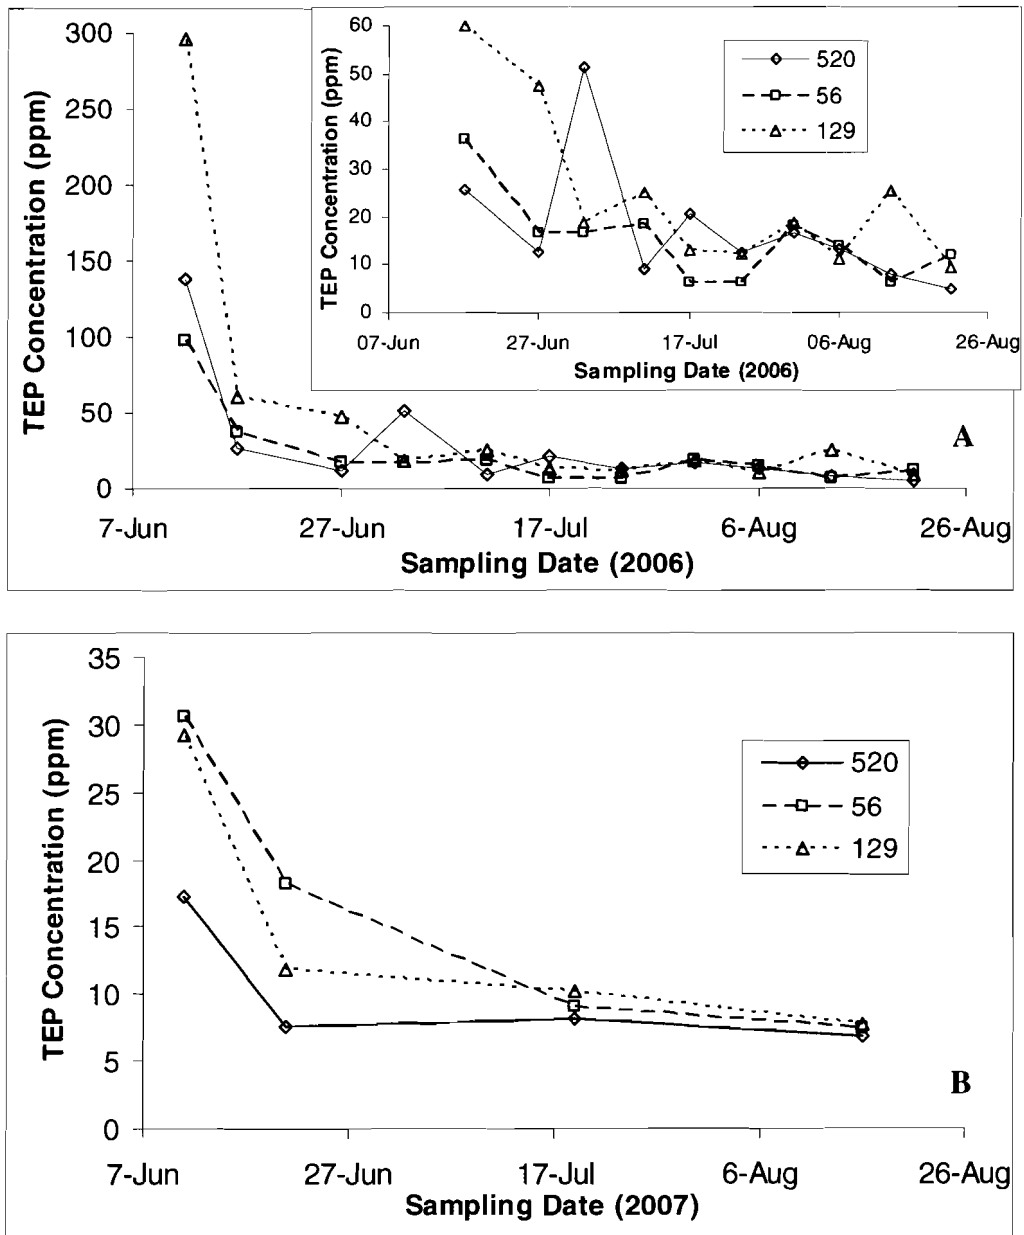 300
250
200
150
100
50
0
TEP Concentration (ppm)
7-Jun
27-Jun
17-Jul
6-Aug
26-Aug
Sampling Date (2006)
60
50
40
30
20
10
0
TEP Concentration (ppm)
07-Jun
27-Jun
17-Jul
06-Aug
26-Aug
Sampling Date (2006)
520
56
129
A
35
30
25
20
15
10
5
0
TEP Concentration (ppm)
7-Jun
27-Jun
17-Jul
6-Aug
26-Aug
Sampling Date (2007)
520
56
129
B